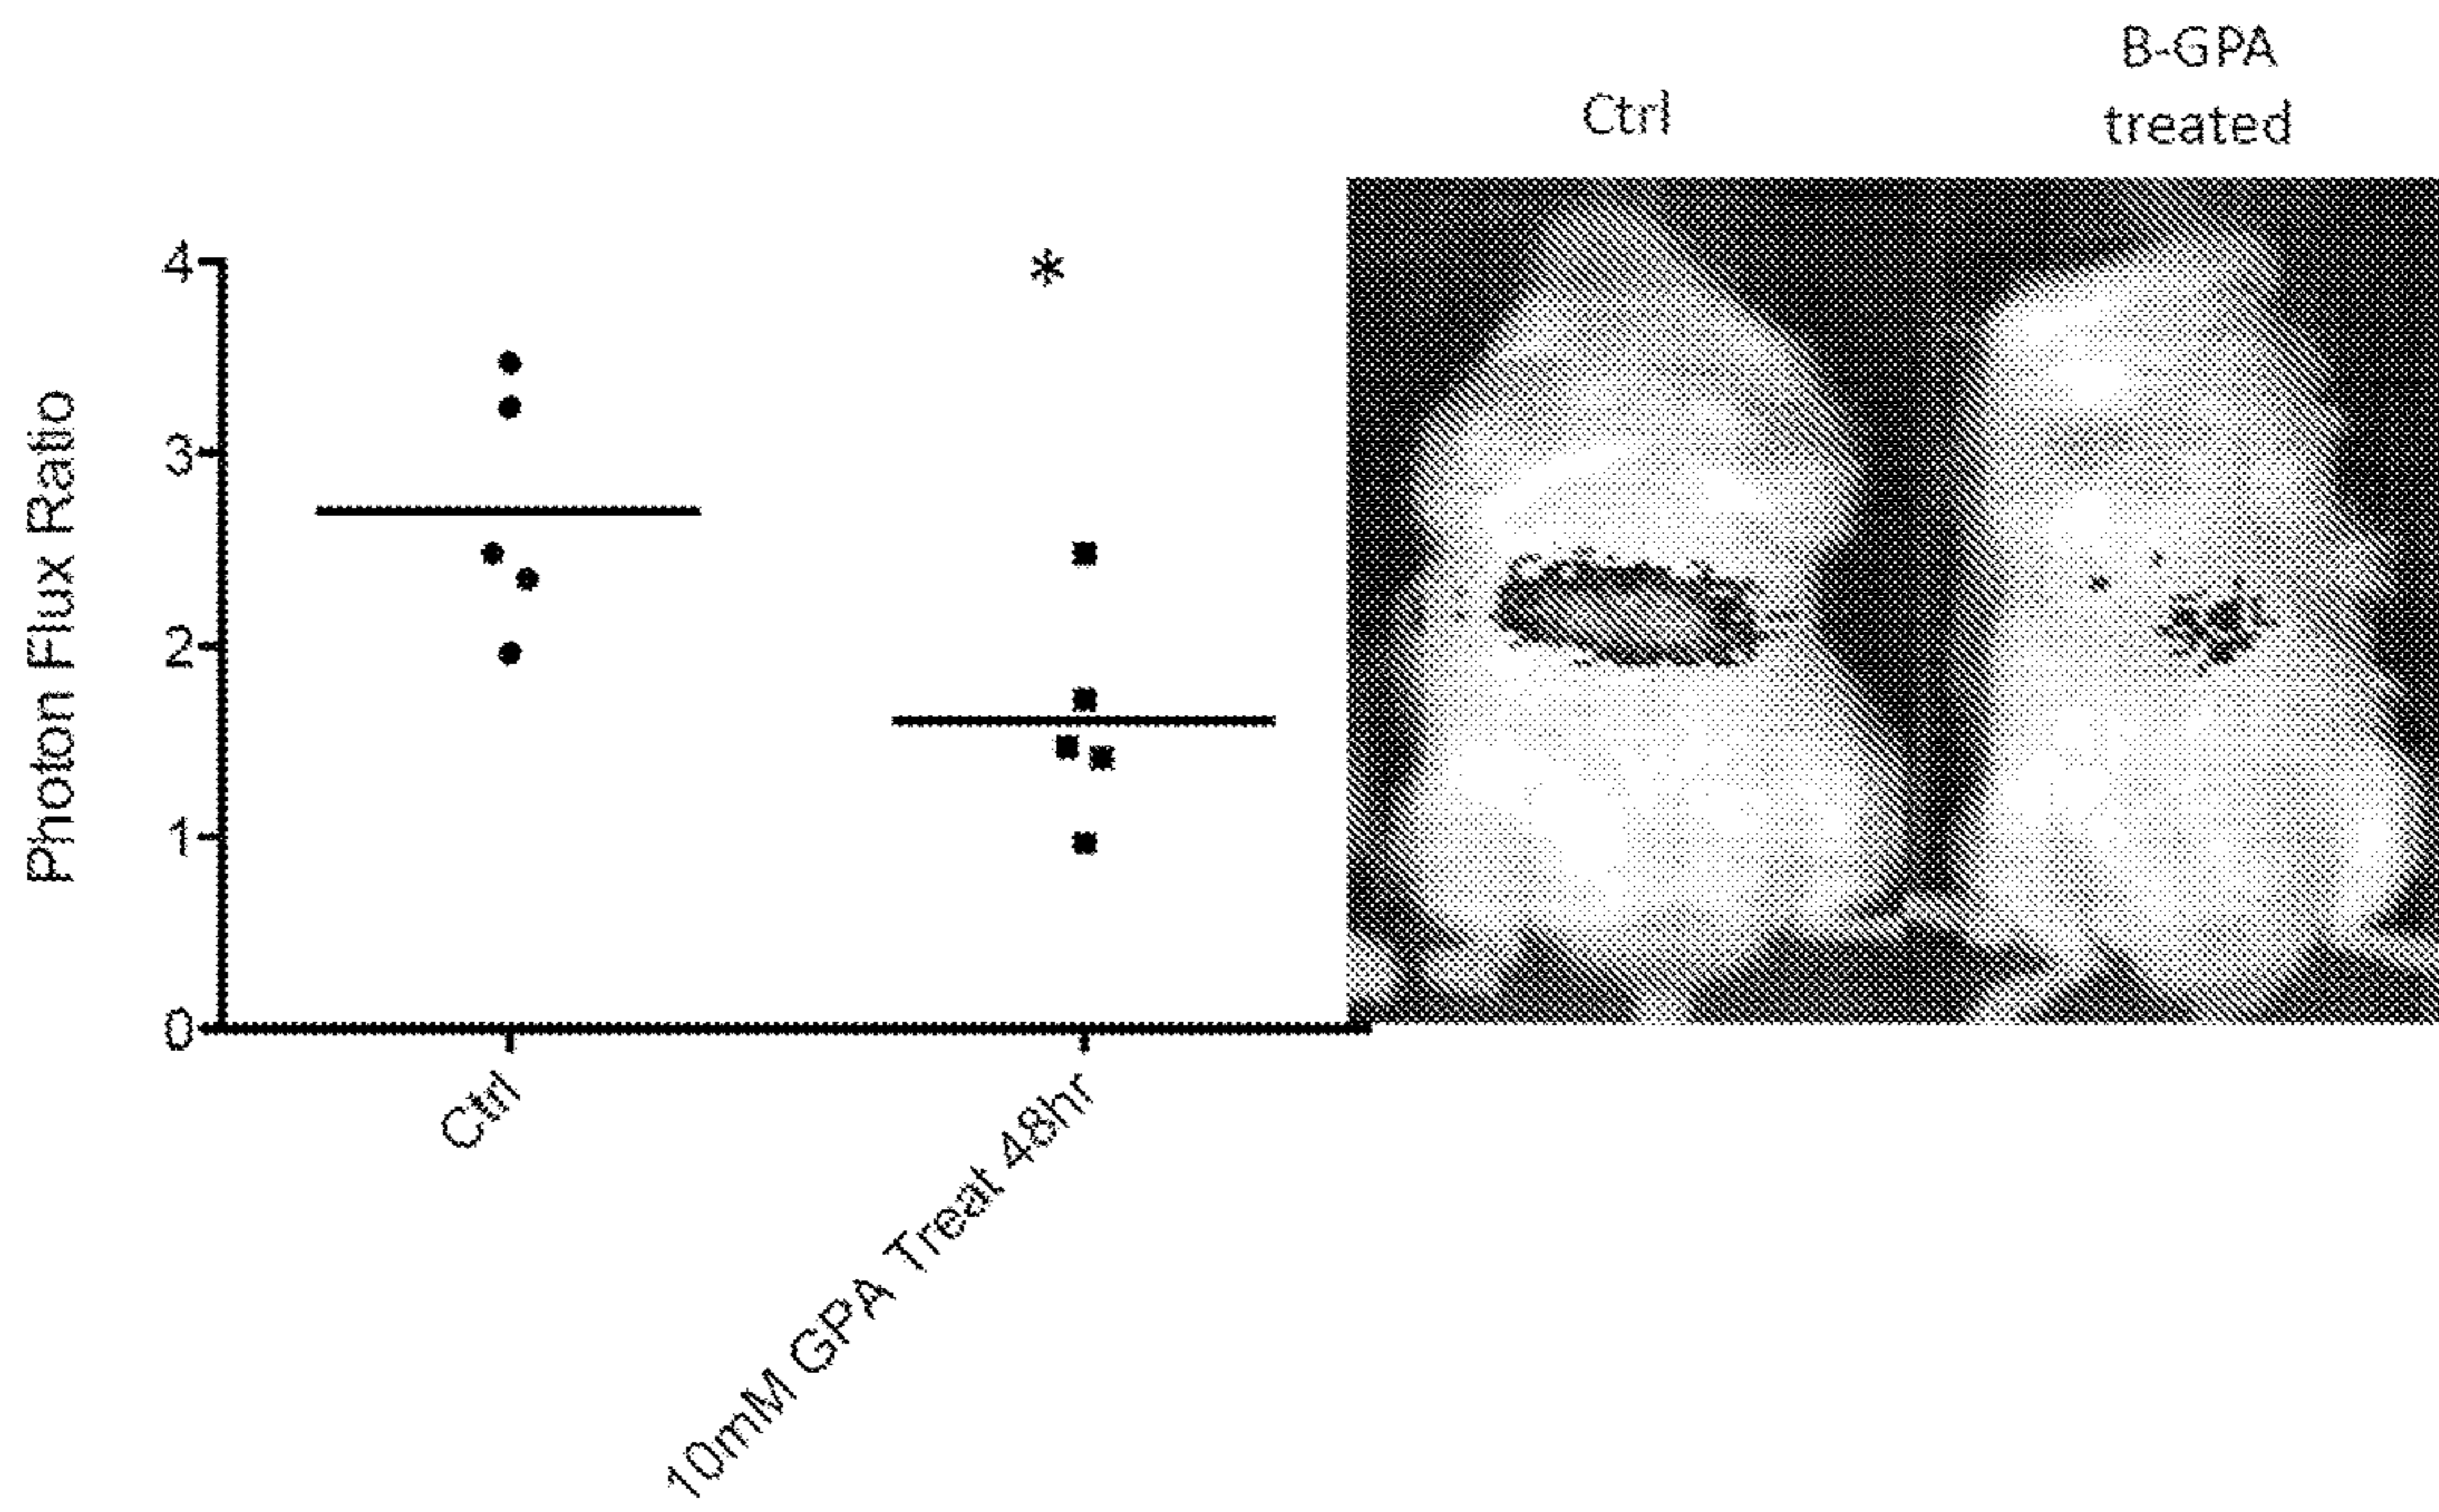 B-GPA
treated
Ctrl
*
4
3
2
1
0
Photon Flux Ratio
Ctrl
10mM GPA Treat 48hr